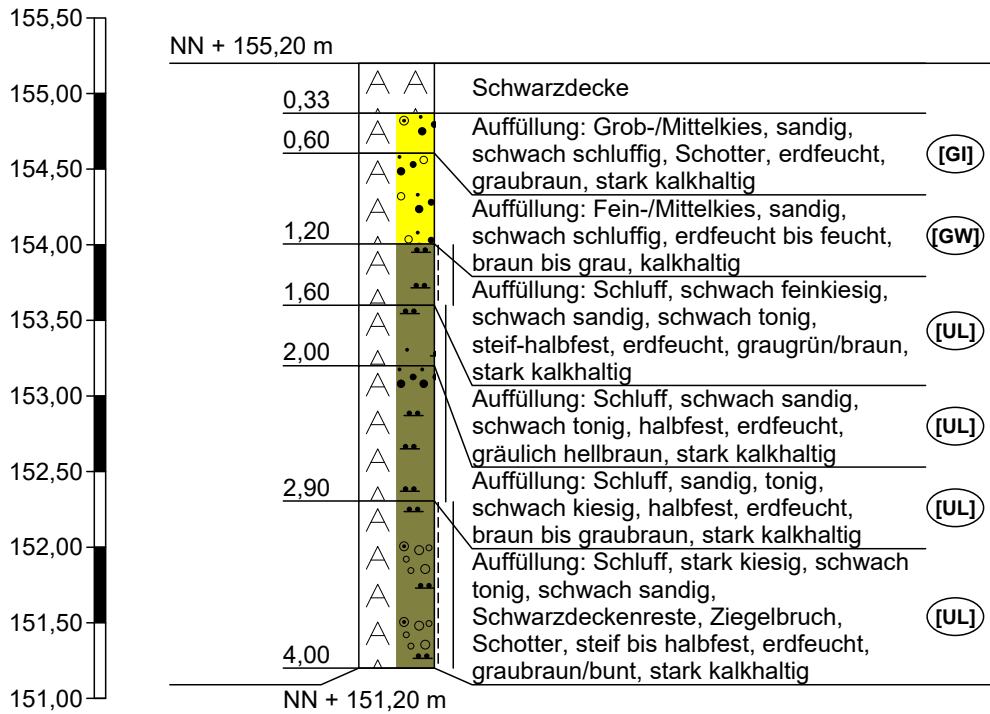 155,50
155,00
154,50
154,00
153,50
153,00
152,50
152,00
151,50
151,00
NN + 155,20 m
0,33
0,60
1,20
1,60
2,00
2,90
4,00
NN + 151,20 m
Schwarzdecke
Auffüllung: Grob-/Mittelkies, sandig,
schwach schluffig, Schotter, erdfeucht,
graubraun, stark kalkhaltig
[GI]
Auffüllung: Fein-/Mittelkies, sandig,
schwach schluffig, erdfeucht bis feucht,
braun bis grau, kalkhaltig
[GW]
Auffüllung: Schluff, schwach feinkiesig,
schwach sandig, schwach tonig,
steif-halbfest, erdfeucht, graugrün/braun,
stark kalkhaltig
[UL]
Auffüllung: Schluff, schwach sandig,
schwach tonig, halbfest, erdfeucht,
gräulich hellbraun, stark kalkhaltig
[UL]
Auffüllung: Schluff, sandig, tonig,
schwach kiesig, halbfest, erdfeucht,
braun bis graubraun, stark kalkhaltig
[UL]
Auffüllung: Schluff, stark kiesig, schwach
tonig, schwach sandig,
Schwarzdeckenreste, Ziegelbruch,
Schotter, steif bis halbfest, erdfeucht,
graubraun/bunt, stark kalkhaltig
[UL]